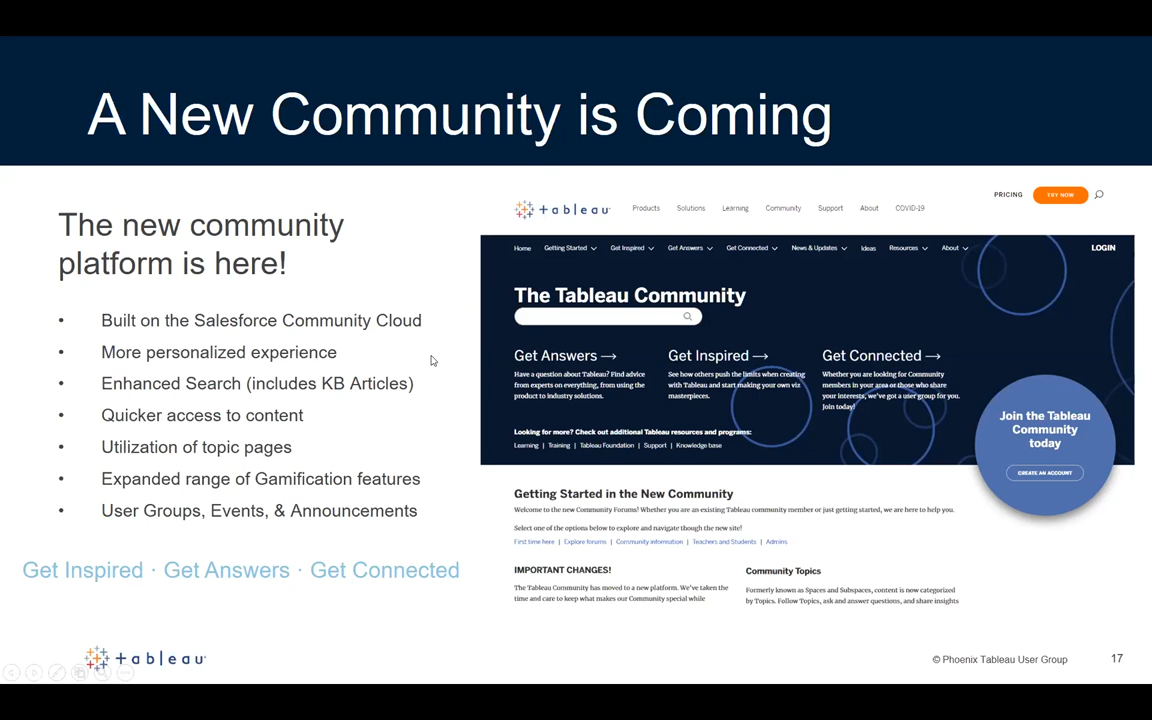 A New Community is Coming
The new community
platform is here!
• Built on the Salesforce Community Cloud
• More personalized experience
• Enhanced Search (includes KB Articles)
• Quicker access to content
• Utilization of topic pages
• Expanded range of Gamification features
• User Groups, Events, & Announcements
Get Inspired · Get Answers · Get Connected
PRICING TRY NOW
tableau Products Solutions Learning Community Support About COVID-19
Home Getting Started Get Inspired Get Answers Get Connected News & Updates Ideas Resources About LOGIN
The Tableau Community
Get Answers → Get Inspired → Get Connected →
Have a question about Tableau? Find advice
from experts on everything, from using the
product to industry solutions.
See how others push the limits when creating
with Tableau and start making your own viz
masterpieces.
Whether you are looking for Community
members in your area or those who share
your interests, we've got a user group for you.
Join today!
Looking for more? Check out additional Tableau resources and programs:
Learning | Training | Tableau Foundation | Support | Knowledge base
Join the Tableau
Community
today
CREATE AN ACCOUNT
Getting Started in the New Community
Welcome to the new Community Forums! Whether you are an existing Tableau community member or just getting started, we are here to help you.
Select one of the options below to explore and navigate though the new site!
First time here | Explore forums | Community information | Teachers and Students | Admins
IMPORTANT CHANGES!
The Tableau Community has moved to a new platform. We've taken the
time and care to keep what makes our Community special while
Community Topics
Formerly known as Spaces and Subspaces, content is now categorized
by Topics. Follow Topics, ask and answer questions, and share insights
tableau
© Phoenix Tableau User Group 17